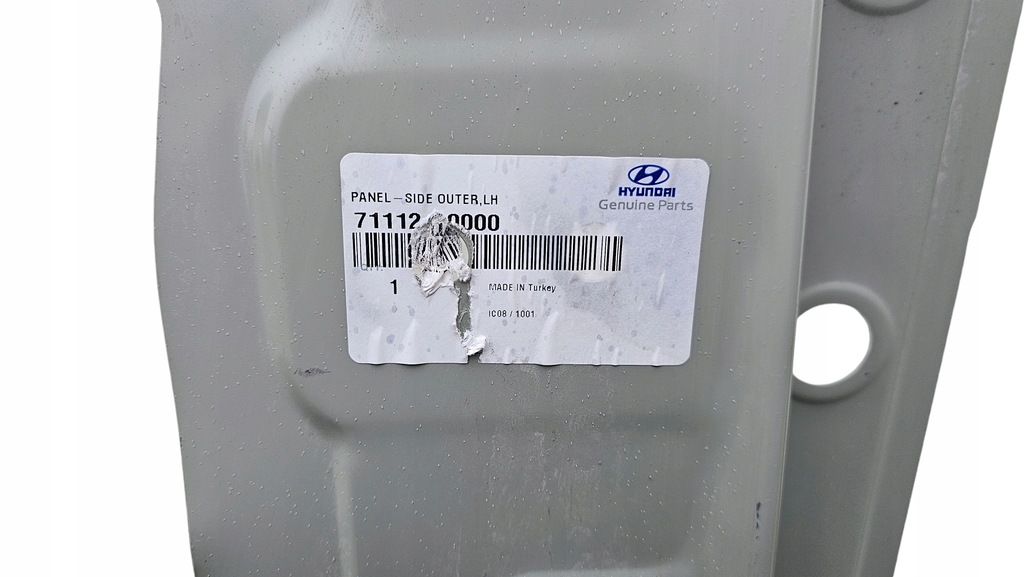 HYUNDAI
Genuine Parts
PANEL-SIDE OUTER,LH
71112 0000
1
MADE IN Turkey
IC08 / 1001